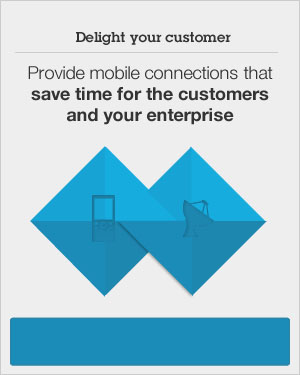 Delight your customer
Provide mobile connections that
save time for the customers
and your enterprise